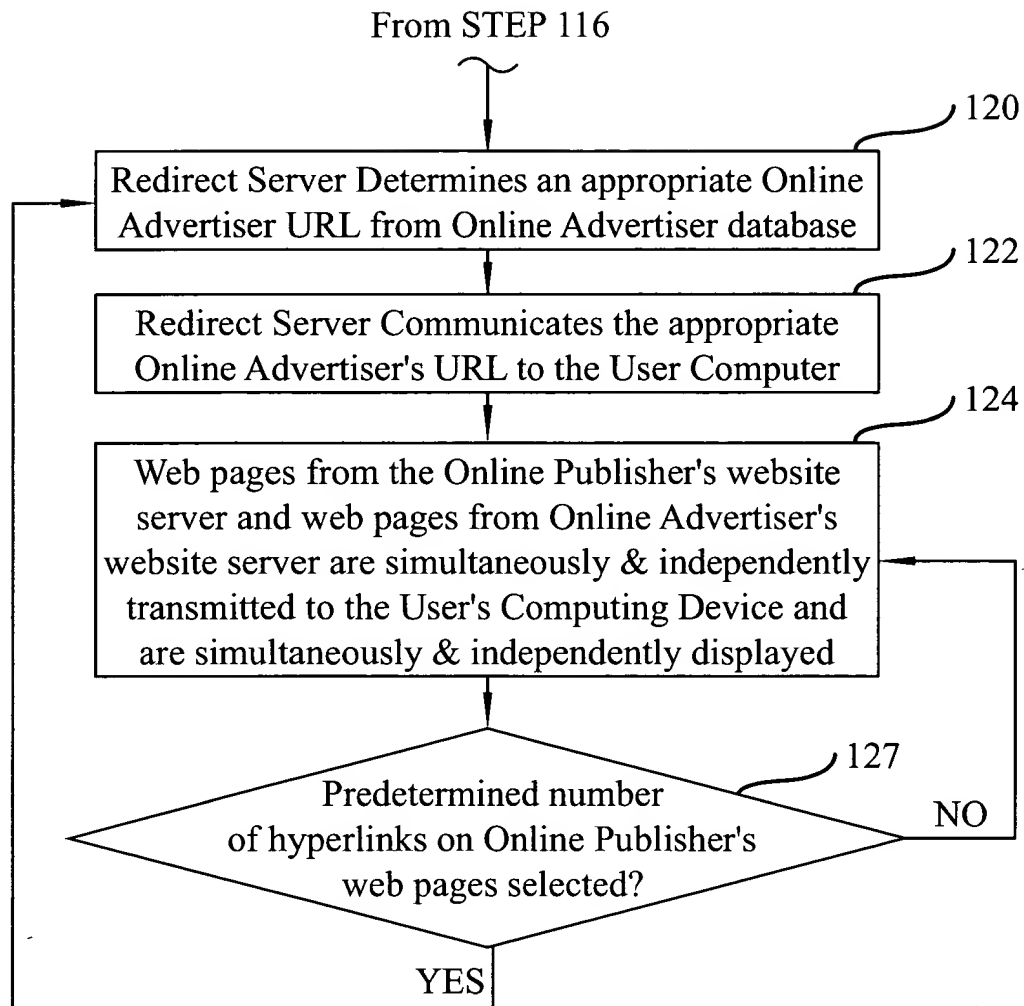 From STEP 116
120
Redirect Server Determines an appropriate Online
Advertiser URL from Online Advertiser database
122
Redirect Server Communicates the appropriate
Online Advertiser's URL to the User Computer
124
Web pages from the Online Publisher's website
server and web pages from Online Advertiser's
website server are simultaneously & independently
transmitted to the User's Computing Device and
are simultaneously & independently displayed
127
Predetermined number
of hyperlinks on Online Publisher's
web pages selected?
NO
YES